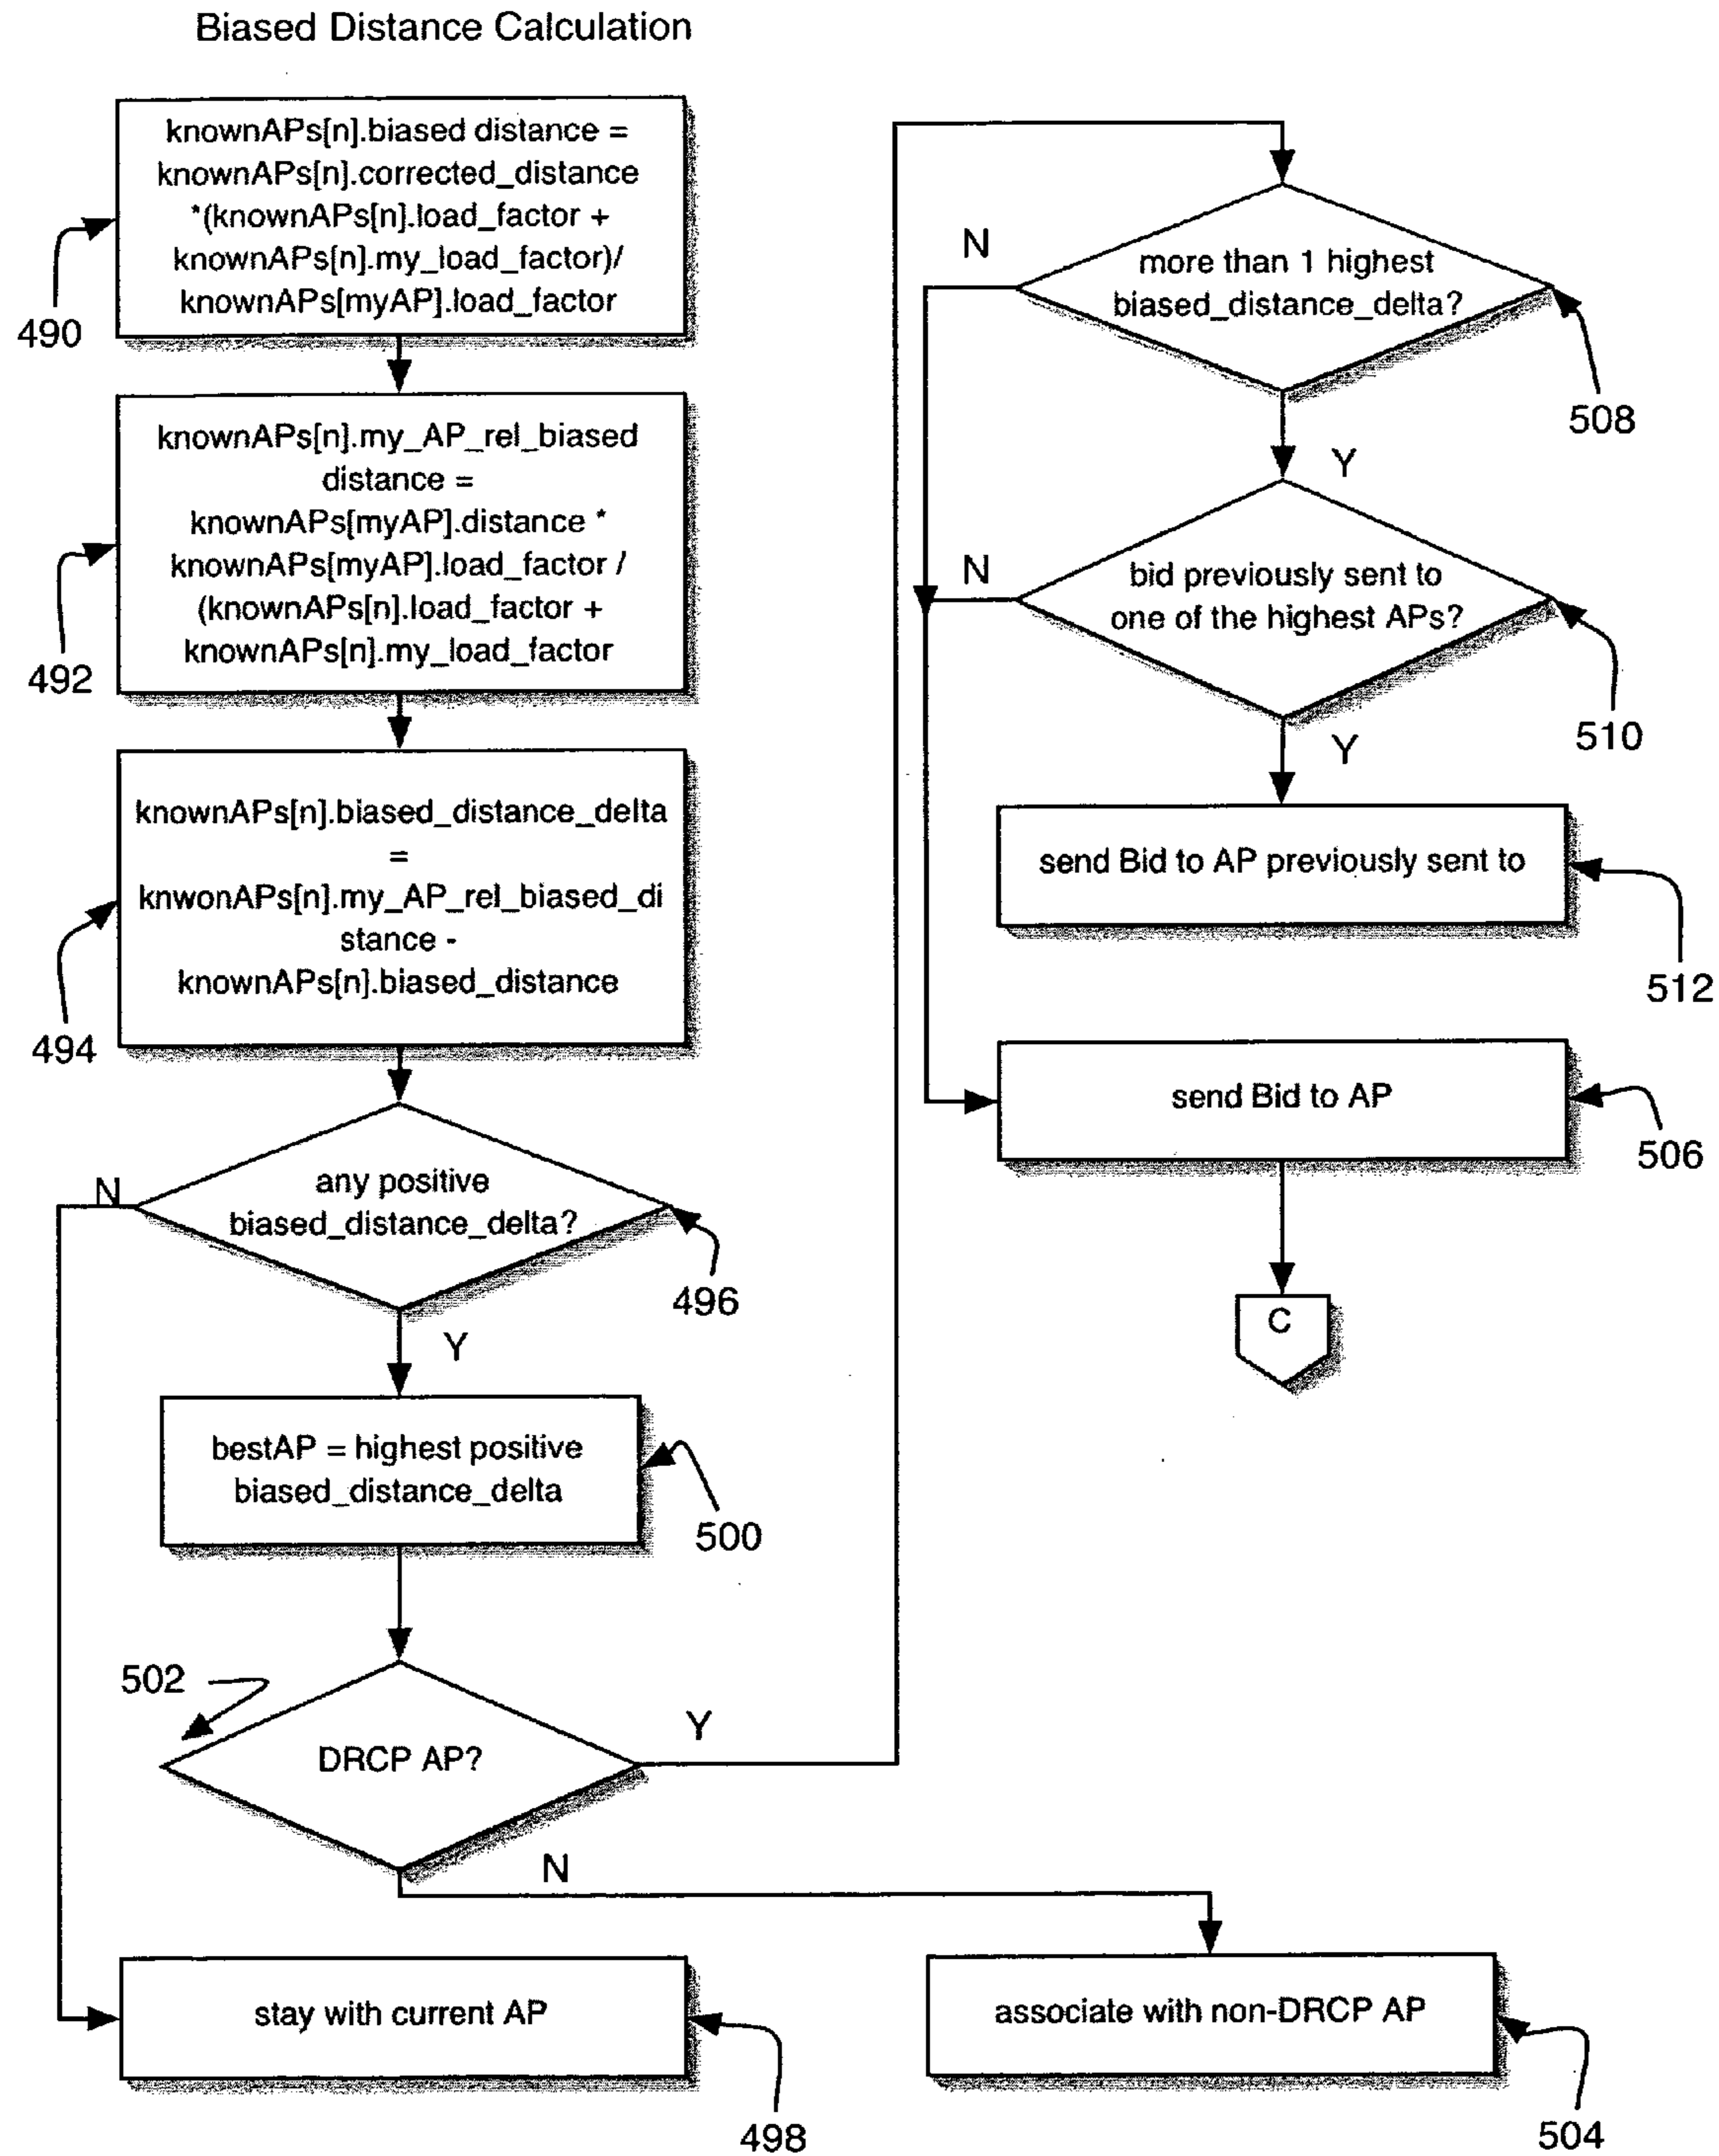 Biased Distance Calculation
knownAPs[n].biased distance =
knownAPs[n].corrected_distance
*(knownAPs[n].load_factor +
knownAPs[n].my_load_factor)/
knownAPs[myAP].load_factor
490
knownAPs[n].my_AP_rel_biased
distance =
knownAPs[myAP].distance *
knownAPs[myAP].load_factor /
(knownAPs[n].load_factor +
knownAPs[n].my_load_factor
492
knownAPs[n].biased_distance_delta
=
knwonAPs[n].my_AP_rel_biased_di
stance -
knownAPs[n].biased_distance
494
any positive
biased_distance_delta?
N
496
Y
bestAP = highest positive
biased_distance_delta
500
502
DRCP AP?
Y
N
stay with current AP
498
associate with non-DRCP AP
504
more than 1 highest
biased_distance_delta?
N
508
Y
bid previously sent to
one of the highest APs?
N
510
Y
send Bid to AP previously sent to
512
send Bid to AP
506
C